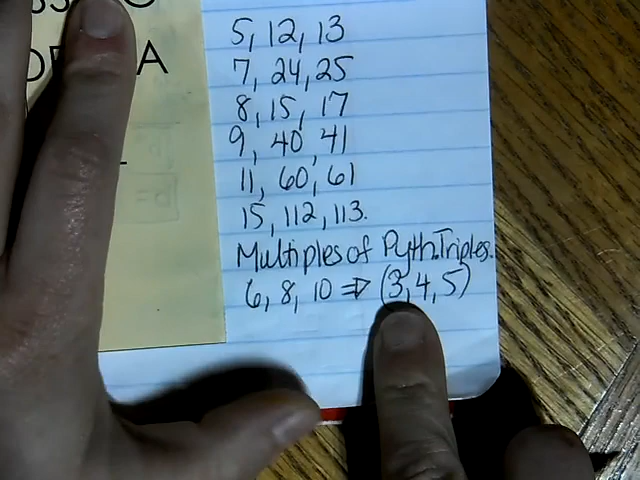 5, 12, 13
7, 24, 25
8, 15, 17
9, 40, 41
11, 60, 61
15, 112, 113.
Multiples of Pyth.Triples.
6, 8, 10 ⇒ (3, 4, 5)